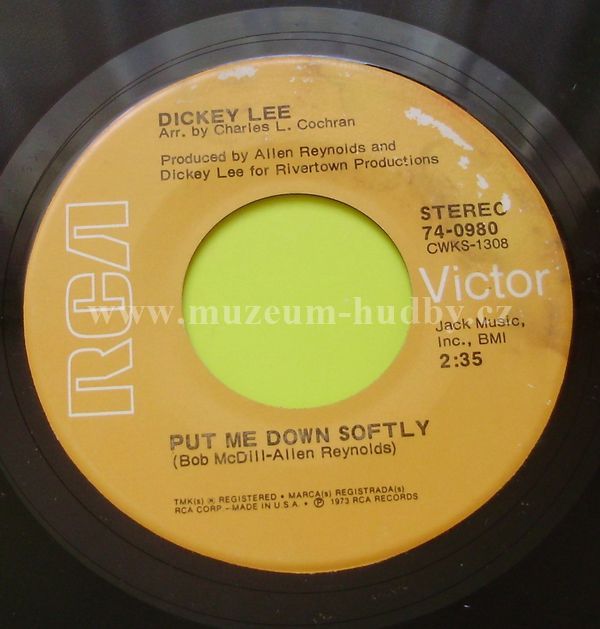 DICKEY LEE
Arr. by Charles L. Cochran
Produced by Allen Reynolds and
Dickey Lee for Rivertown Productions
RCA
STEREO
74-0980
CWKS-1308
Victor
www.muzeum-hudby.cz
Jack Music,
Inc., BMI
2:35
PUT ME DOWN SOFTLY
(Bob McDill-Allen Reynolds)
TMK(s) ® REGISTERED • MARCA(s) REGISTRADA(s)
RCA CORP – MADE IN U.S.A. • ℗ 1973 RCA RECORDS